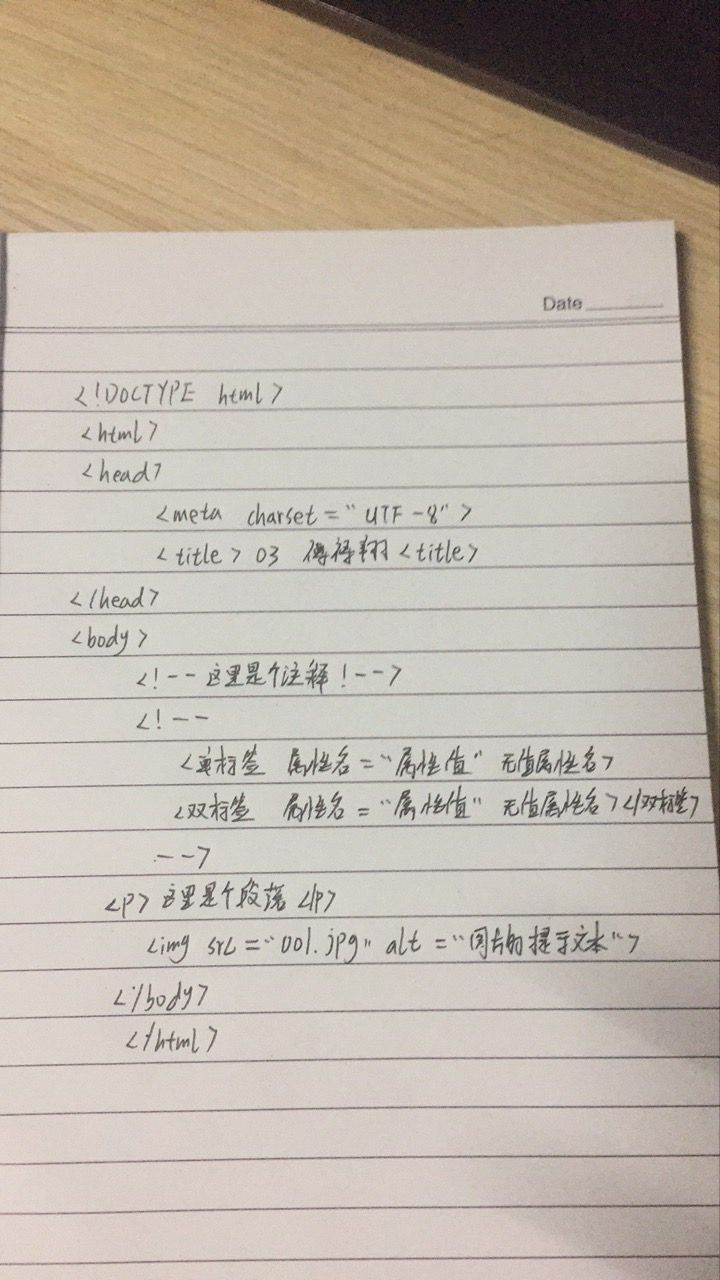 Date
<!DOCTYPE html>
<html>
<head>
<meta charset="UTF-8">
<title>03 翔<title>
</head>
<body>
<!--这里是个注释!-->
<!--
<单标签 属性名="属性值" 无值属性名>
<双标签 属性名="属性值" 无值属性名></双标签>
-->
<p>这里是个段落</p>
<img src="001.jpg" alt="图片的提示文本">
</body>
</html>